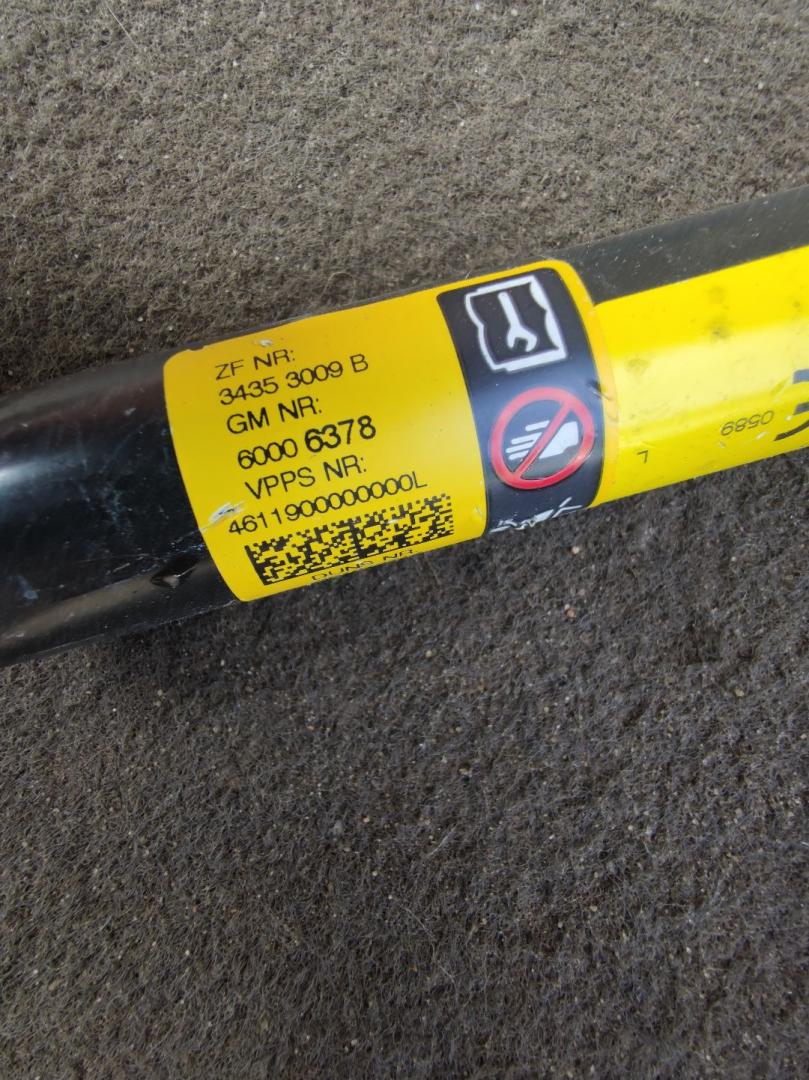 ZF NR:
3435 3009 B
GM NR:
6000 6378
VPPS NR:
4611900000000L
DUNS NR
L
0589